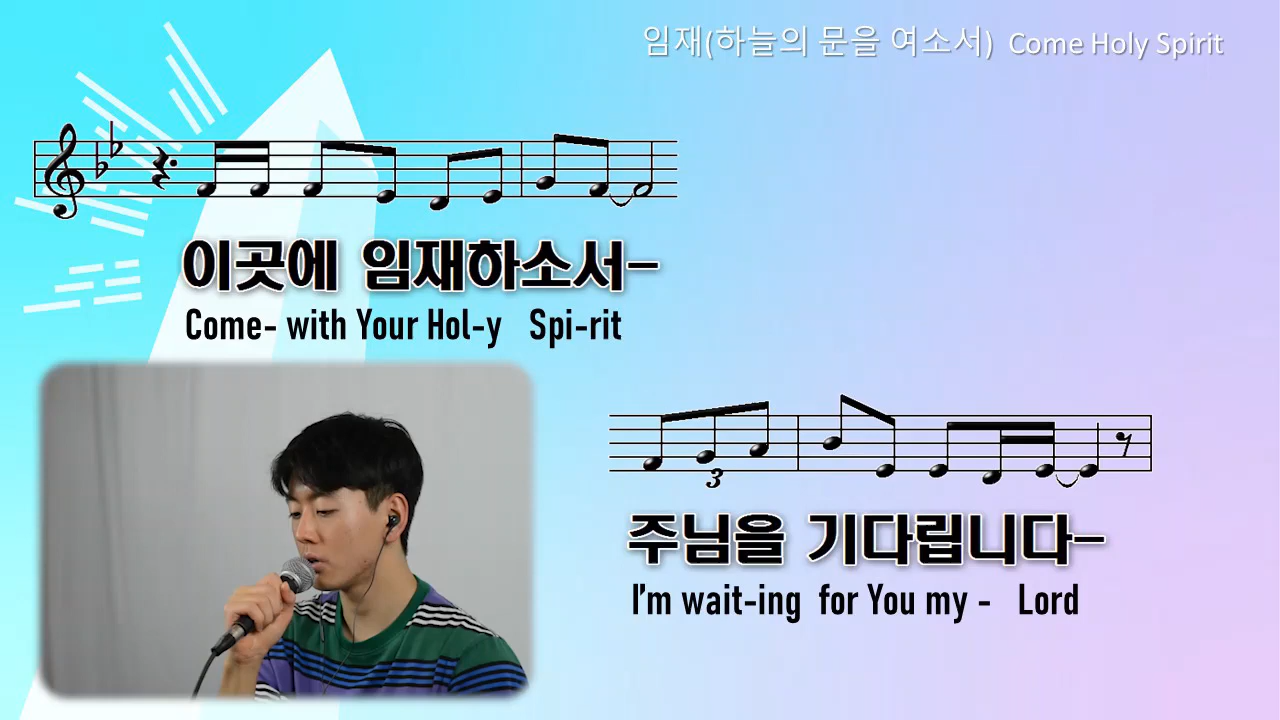 임재(하늘의 문을 여소서) Come Holy Spirit
이곳에 임재하소서-
Come- with Your Hol-y Spi-rit
3
주님을 기다립니다-
I'm wait-ing for You my - Lord